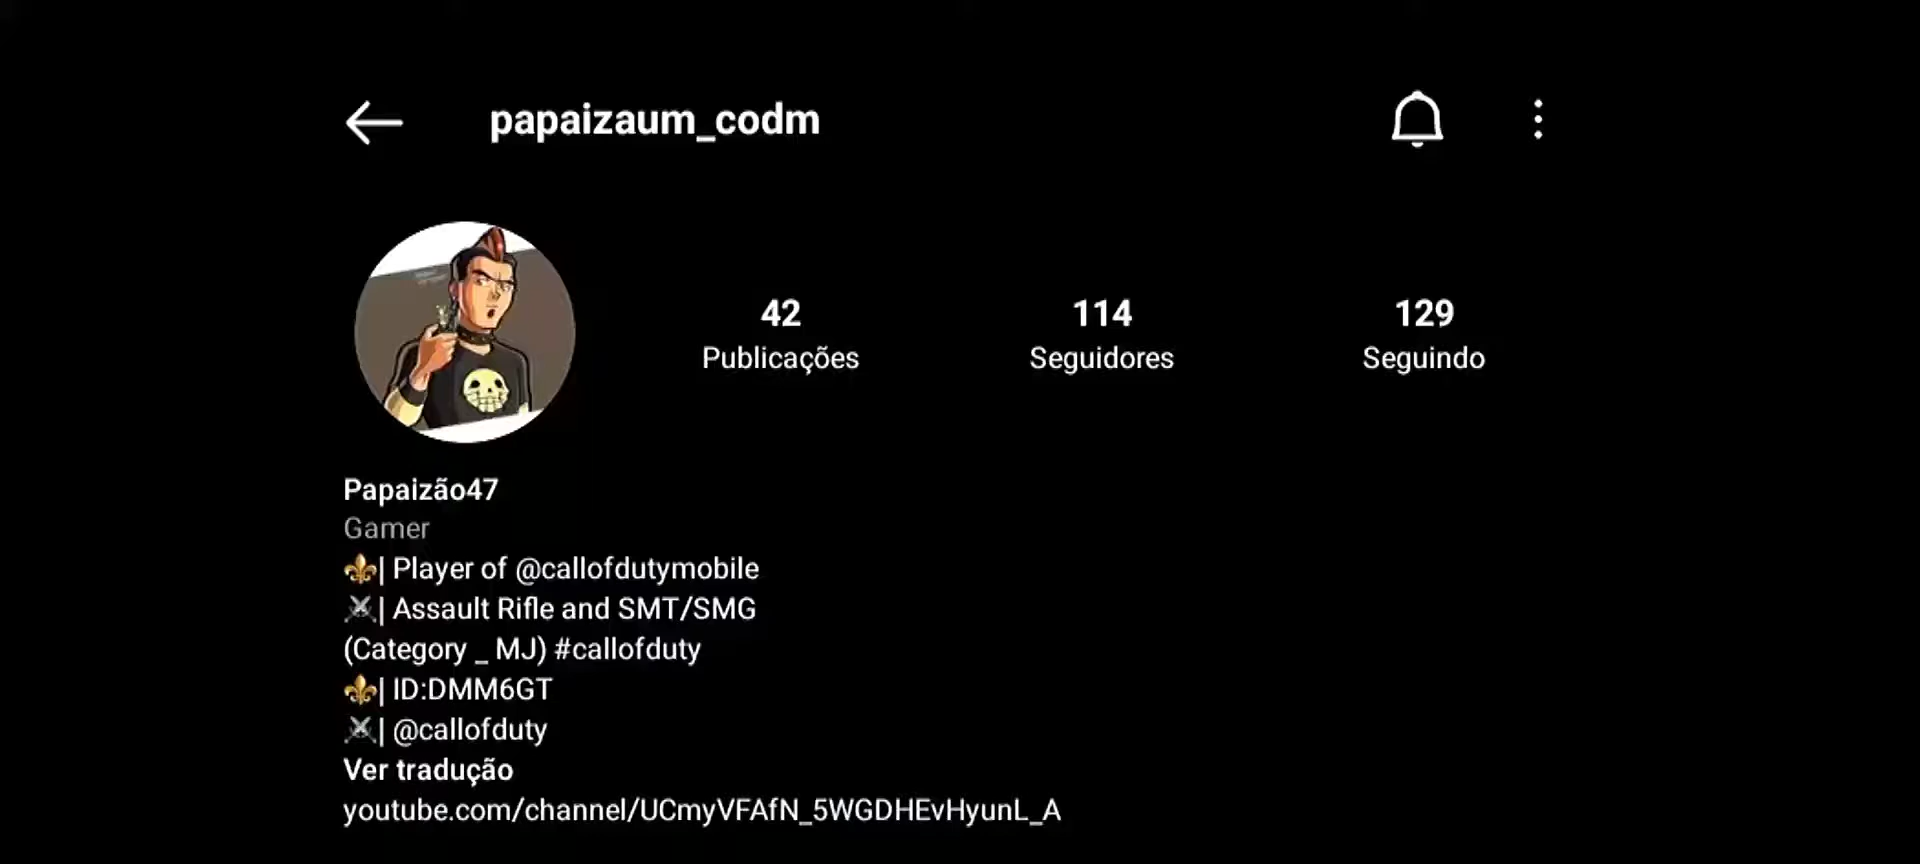 papaizaum_codm
42
Publicações
114
Seguidores
129
Seguindo
Papaizão47
Gamer
⚜️| Player of @callofdutymobile
⚔️| Assault Rifle and SMT/SMG
(Category _ MJ) #callofduty
⚜️| ID:DMM6GT
⚔️| @callofduty
Ver tradução
youtube.com/channel/UCmyVFAfN_5WGDHEvHyunL_A